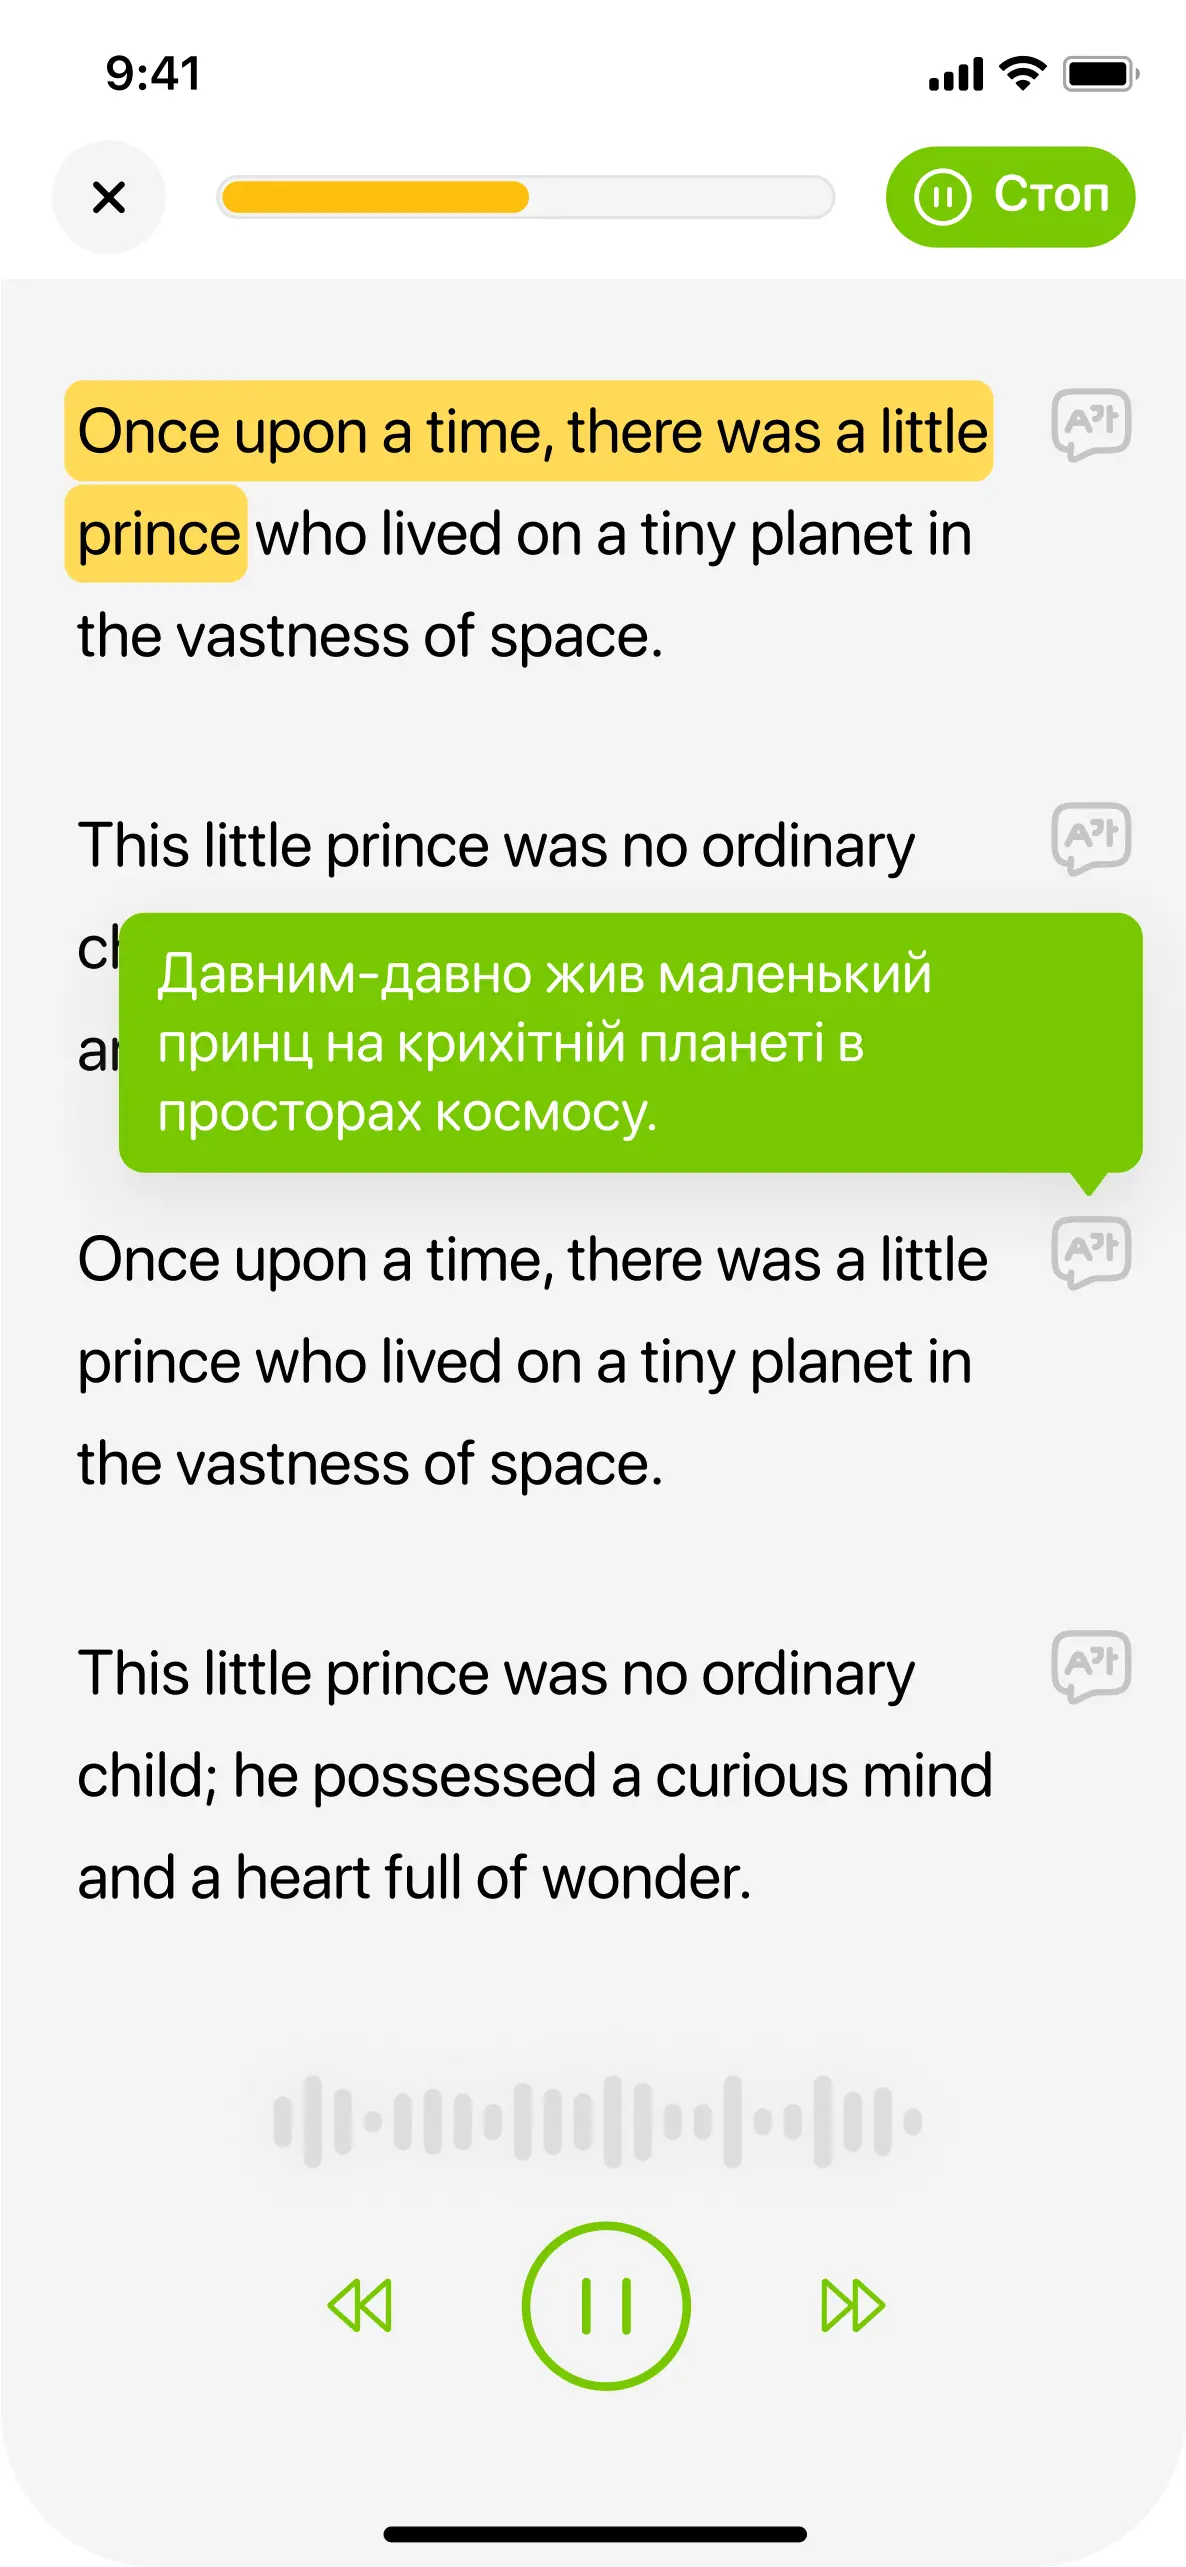 9:41
Стоп
Once upon a time, there was a little
prince who lived on a tiny planet in
the vastness of space.
This little prince was no ordinary
Давним-давно жив маленький
принц на крихітній планеті в
просторах космосу.
Once upon a time, there was a little
prince who lived on a tiny planet in
the vastness of space.
This little prince was no ordinary
child; he possessed a curious mind
and a heart full of wonder.